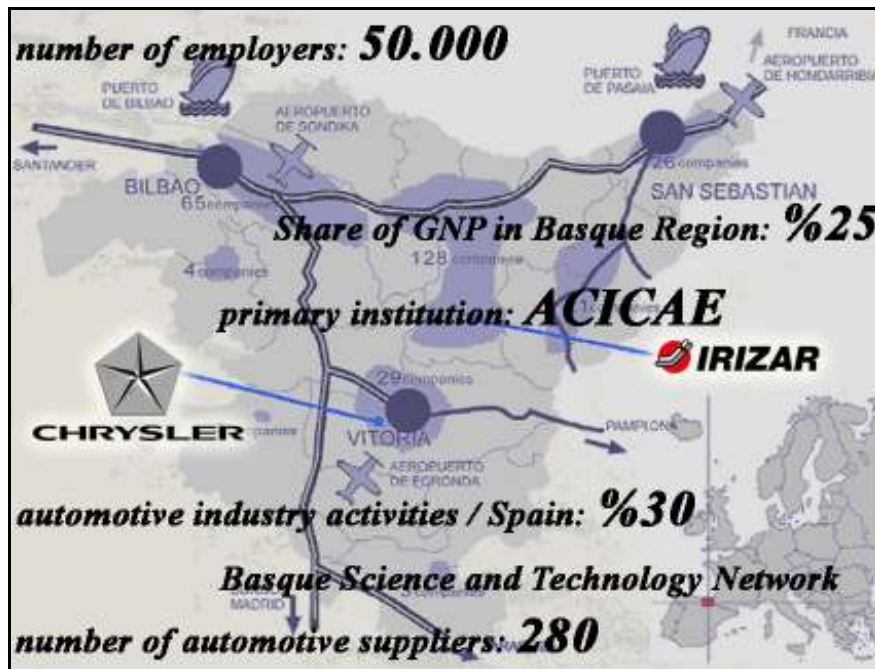 number of employers: 50.000
FRANCIA
AEROPUERTO
DE HONDARRIBIA
PUERTO
DE PASAIA
PUERTO
DE BILBAO
AEROPUERTO
DE SONDIKA
SANTANDER
BILBAO
65 companies
26 companies
SAN SEBASTIAN
Share of GNP in Basque Region: %25
4 companies
128 companies
primary institution: ACICAE
IRIZAR
CHRYSLER
29 companies
VITORIA
PAMPLONA
AEROPUERTO
automotive industry activities / Spain: %30
Basque Science and Technology Network
MADRID
companies
number of automotive suppliers: 280